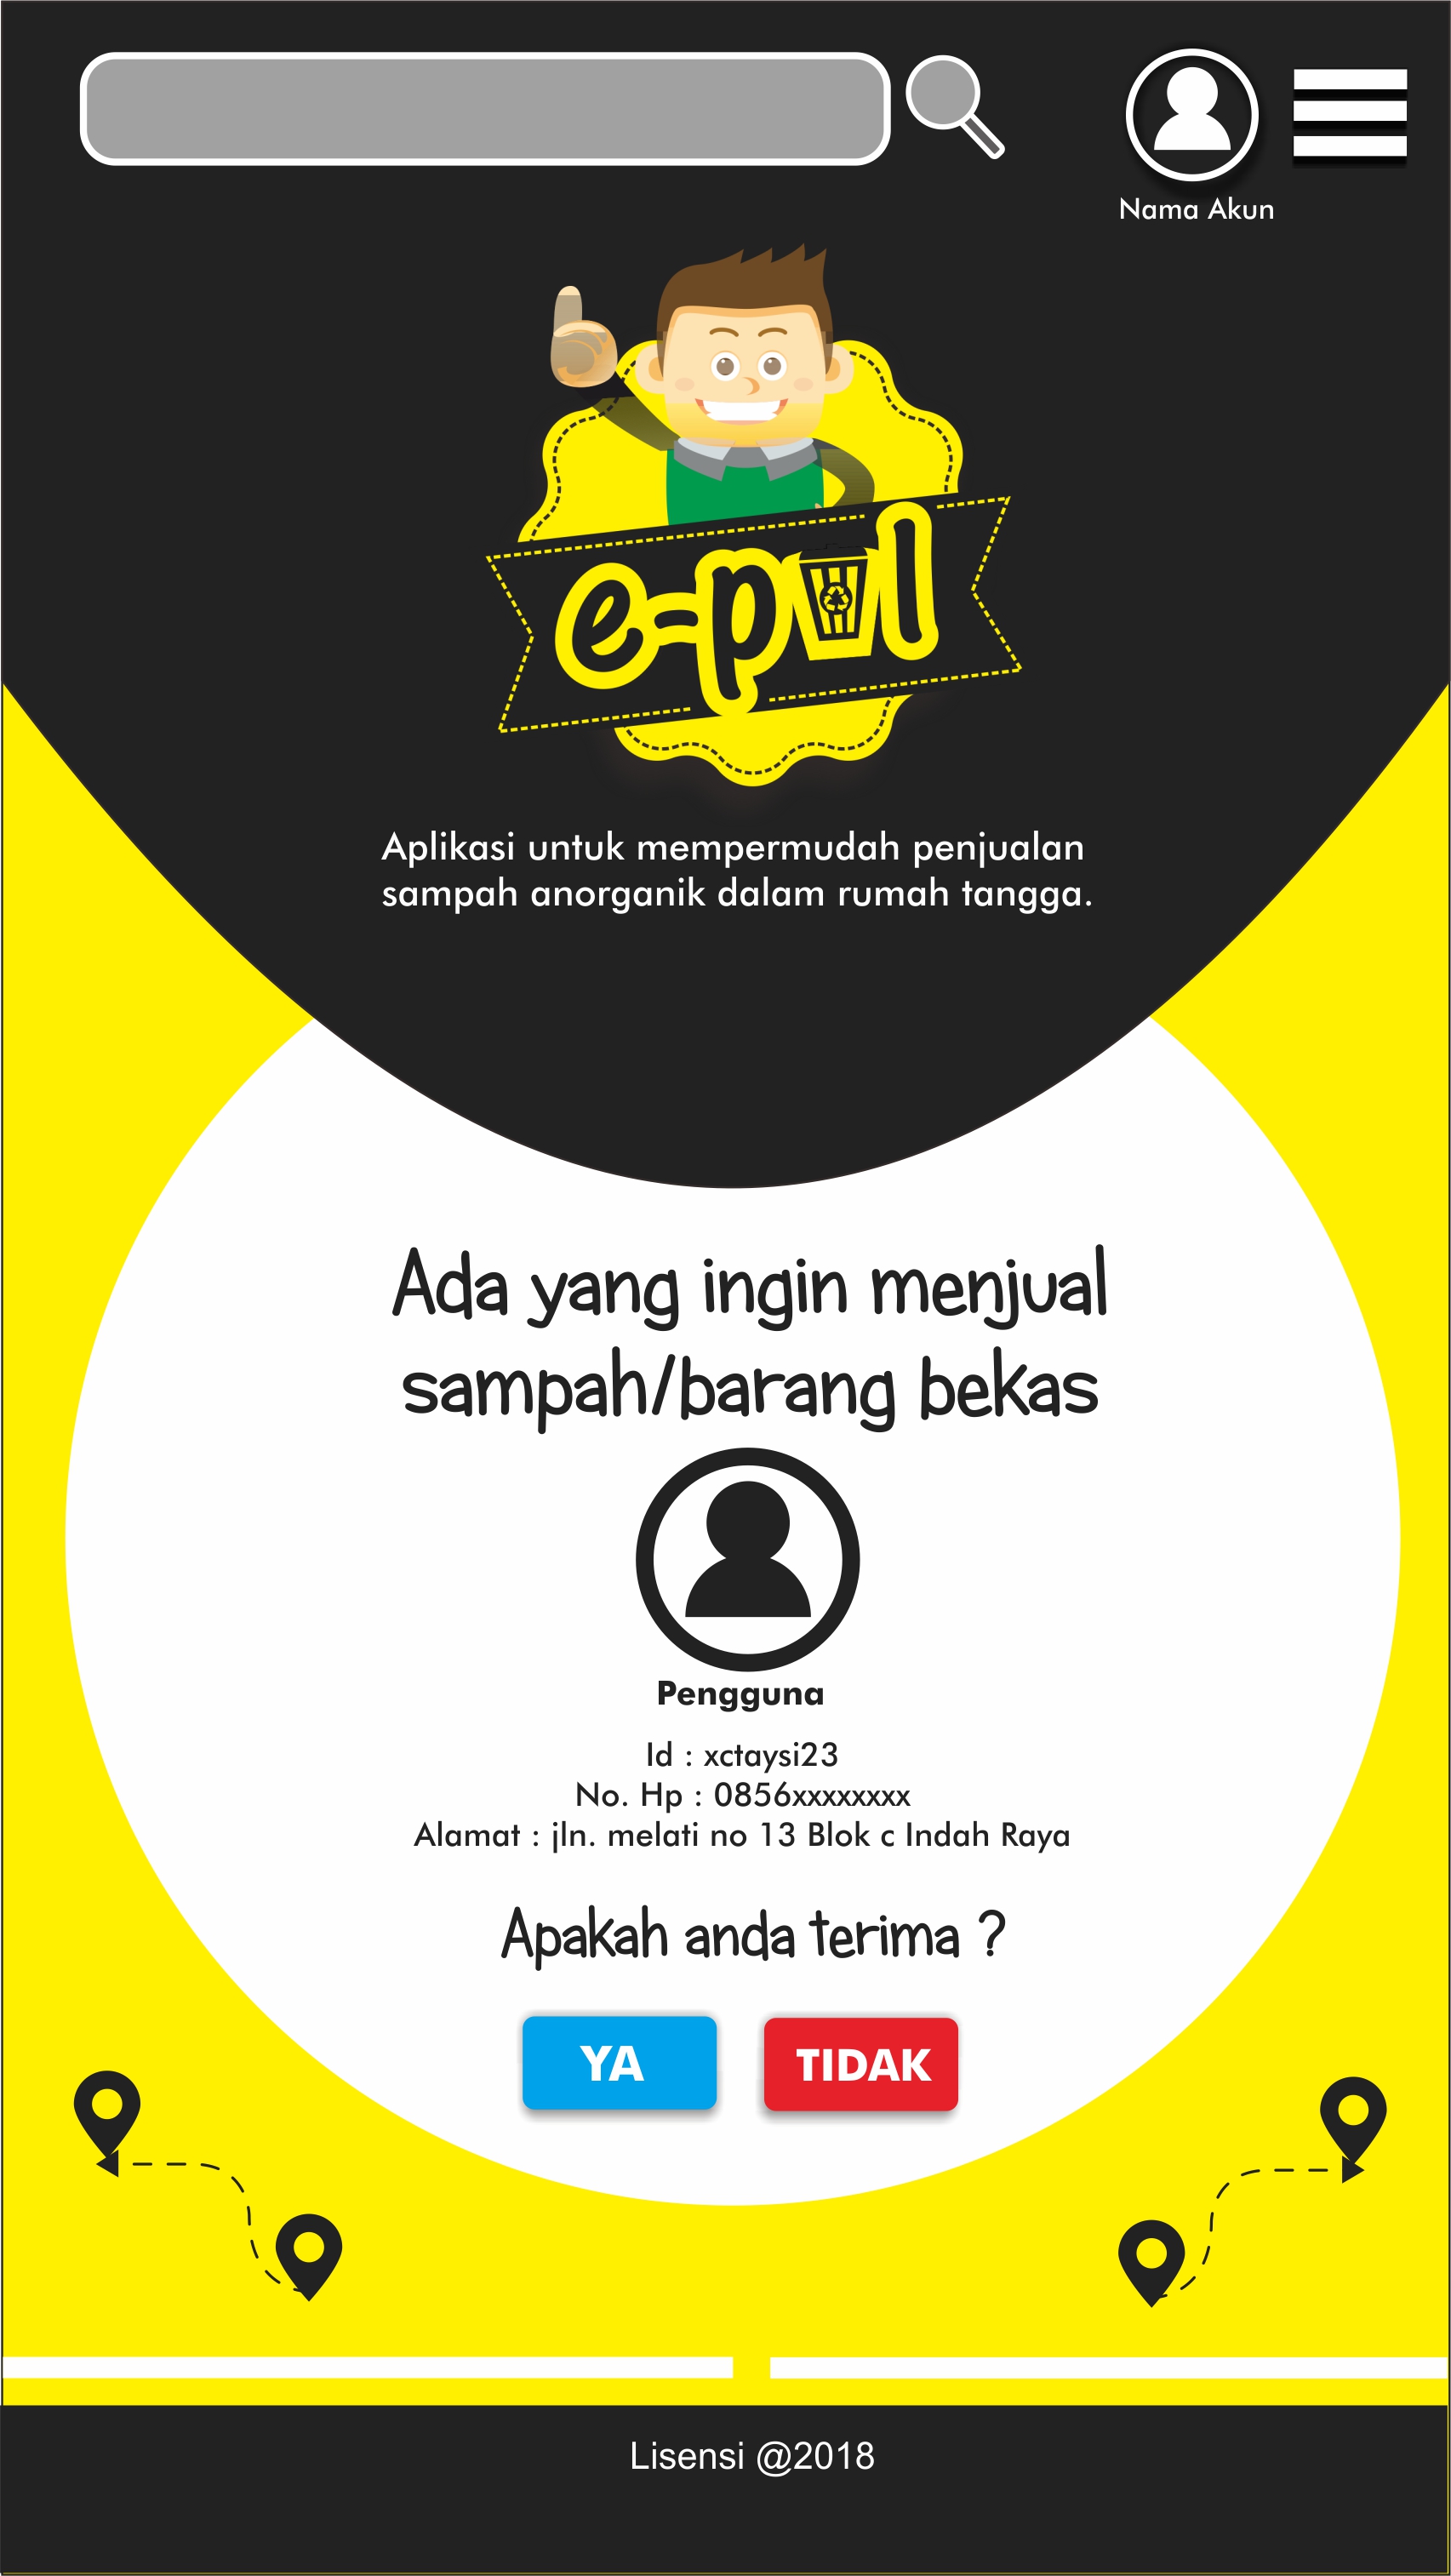 Nama Akun
e-pul
Aplikasi untuk mempermudah penjualan
sampah anorganik dalam rumah tangga.
Ada yang ingin menjual
sampah/barang bekas
Pengguna
Id : xctaysi23
No. Hp : 0856xxxxxxxx
Alamat : jln. melati no 13 Blok c Indah Raya
Apakah anda terima ?
YA TIDAK
Lisensi @2018